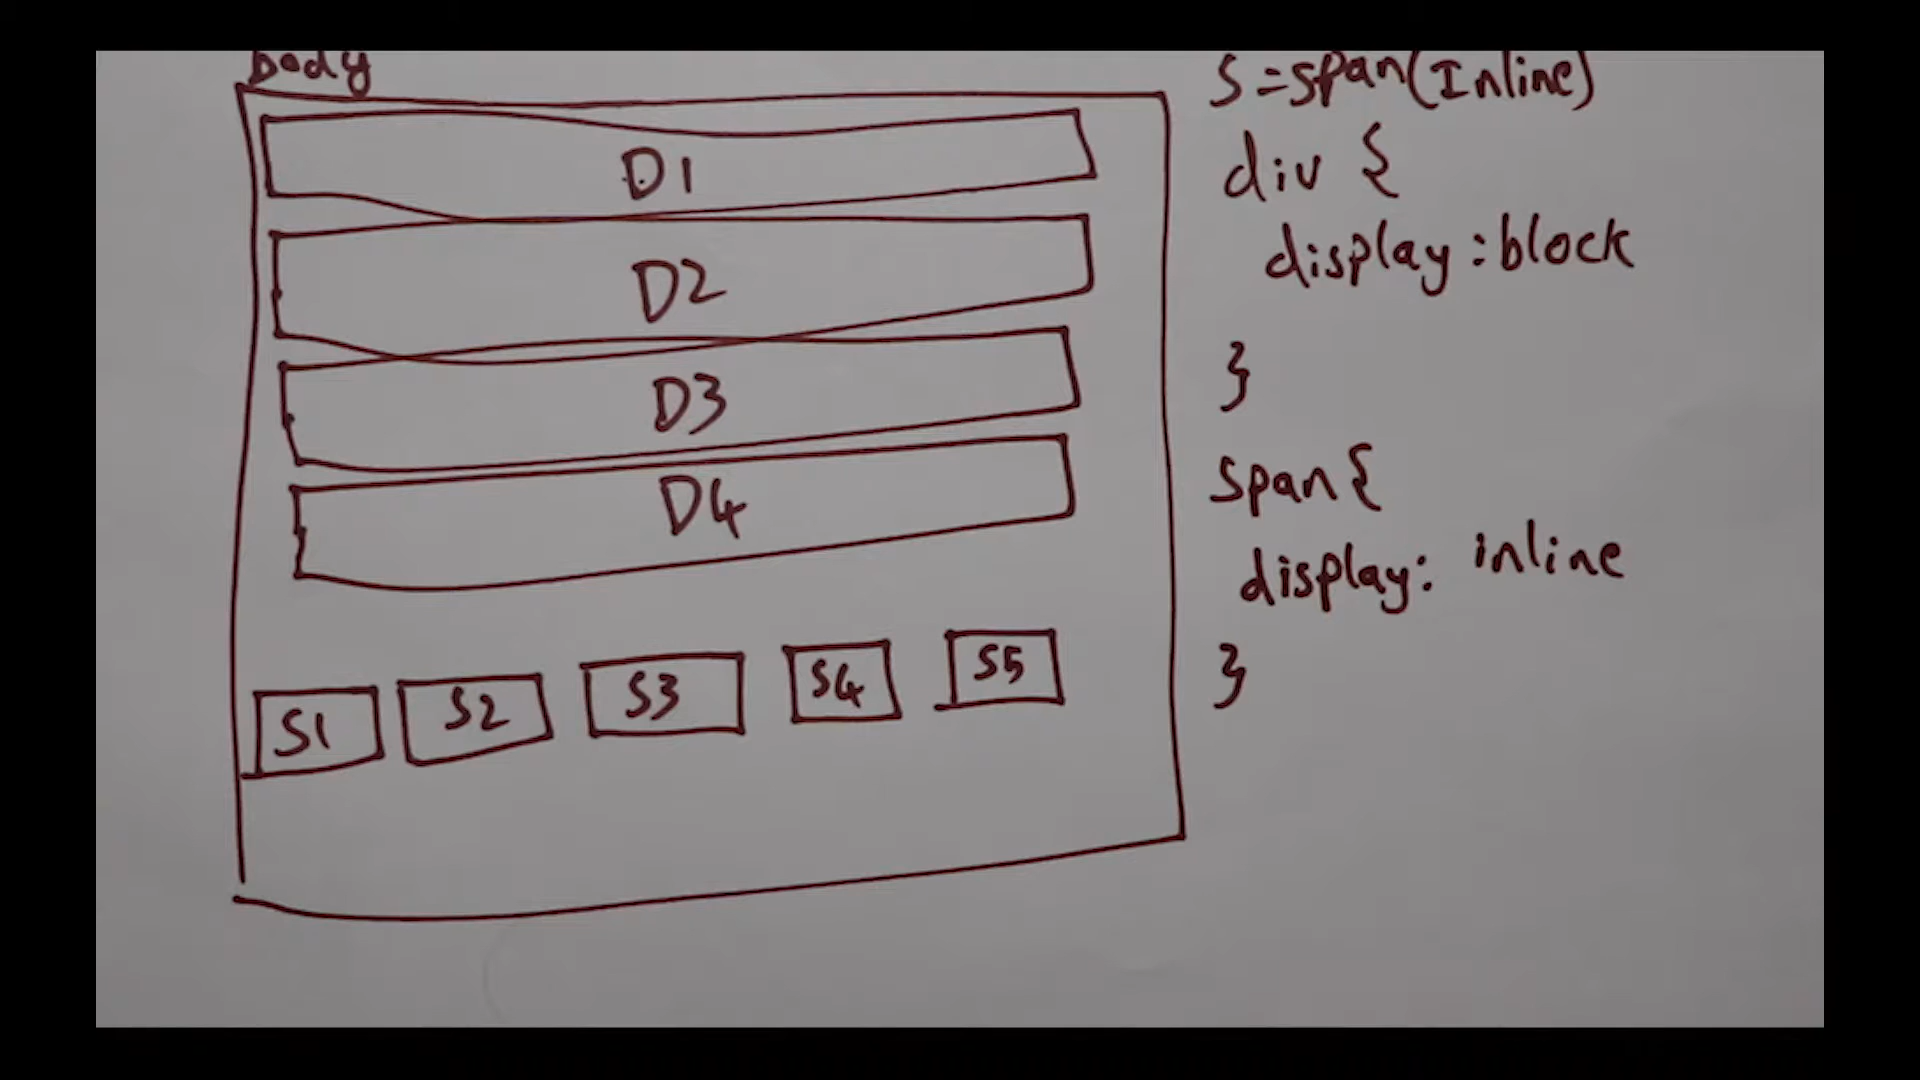 body
D1
D2
D3
D4
S1 S2 S3 S4 S5
S=span(Inline)
div {
display:block
}
span{
display: inline
}